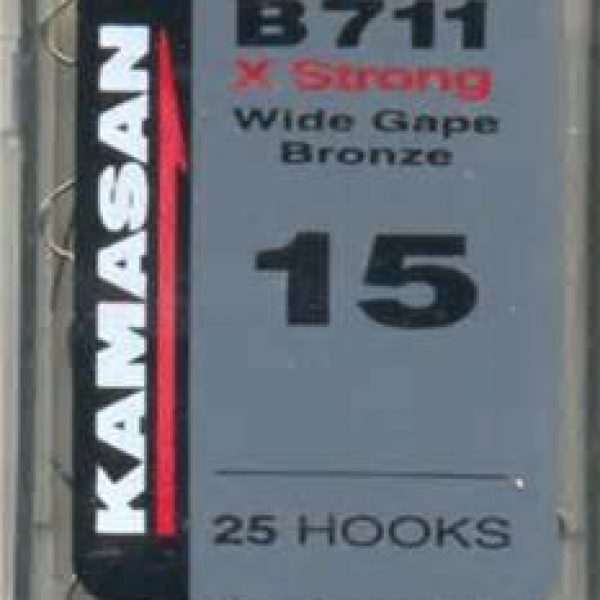 KAMASAN
B711
X Strong
Wide Gape
Bronze
15
25 HOOKS